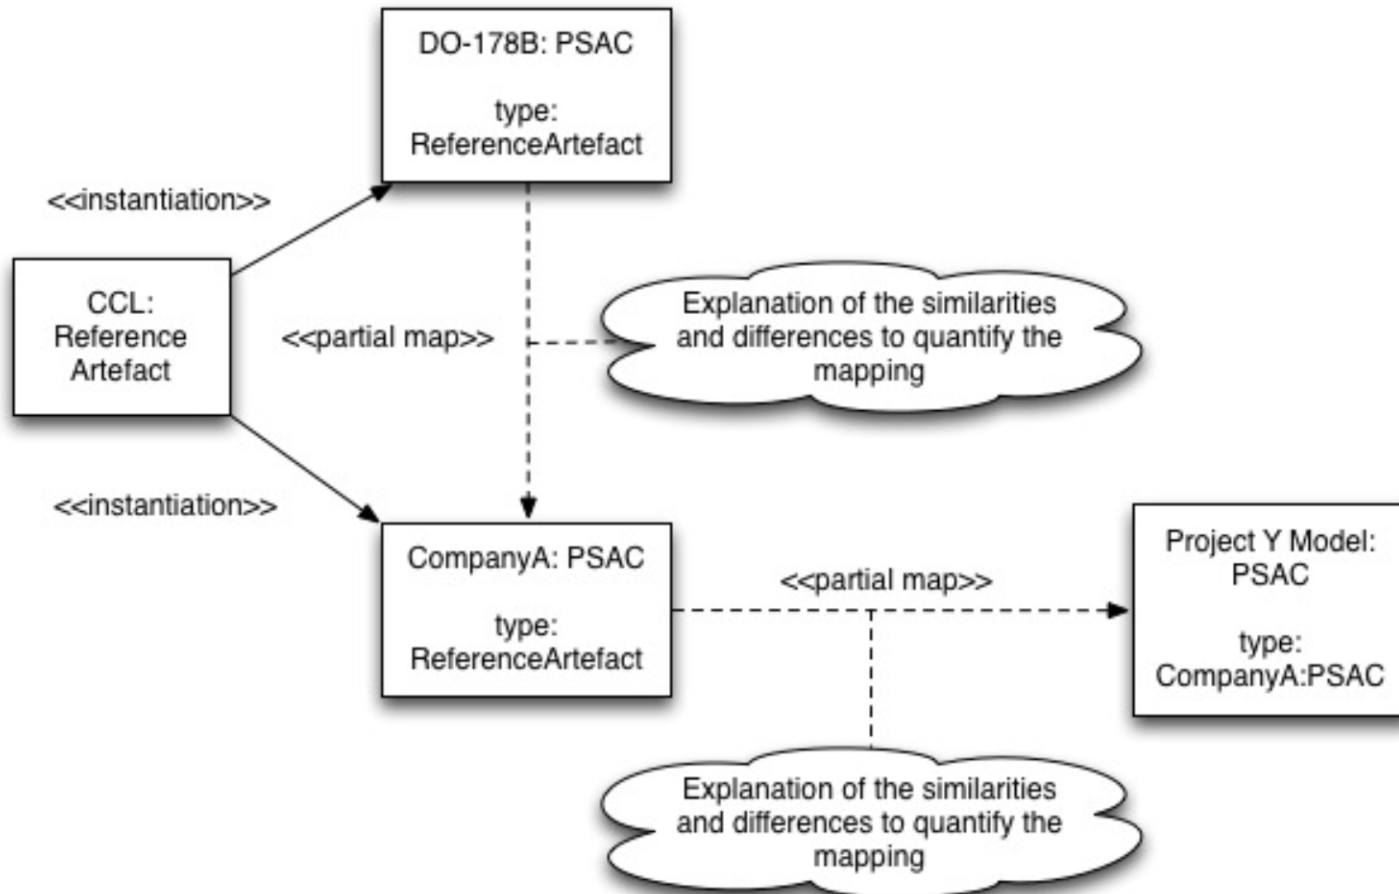 DO-178B: PSAC
type:
ReferenceArtefact
<<instantiation>>
CCL:
Reference
Artefact
<<partial map>>
Explanation of the similarities
and differences to quantify the
mapping
<<instantiation>>
CompanyA: PSAC
type:
ReferenceArtefact
<<partial map>>
Project Y Model:
PSAC
type:
CompanyA:PSAC
Explanation of the similarities
and differences to quantify the
mapping